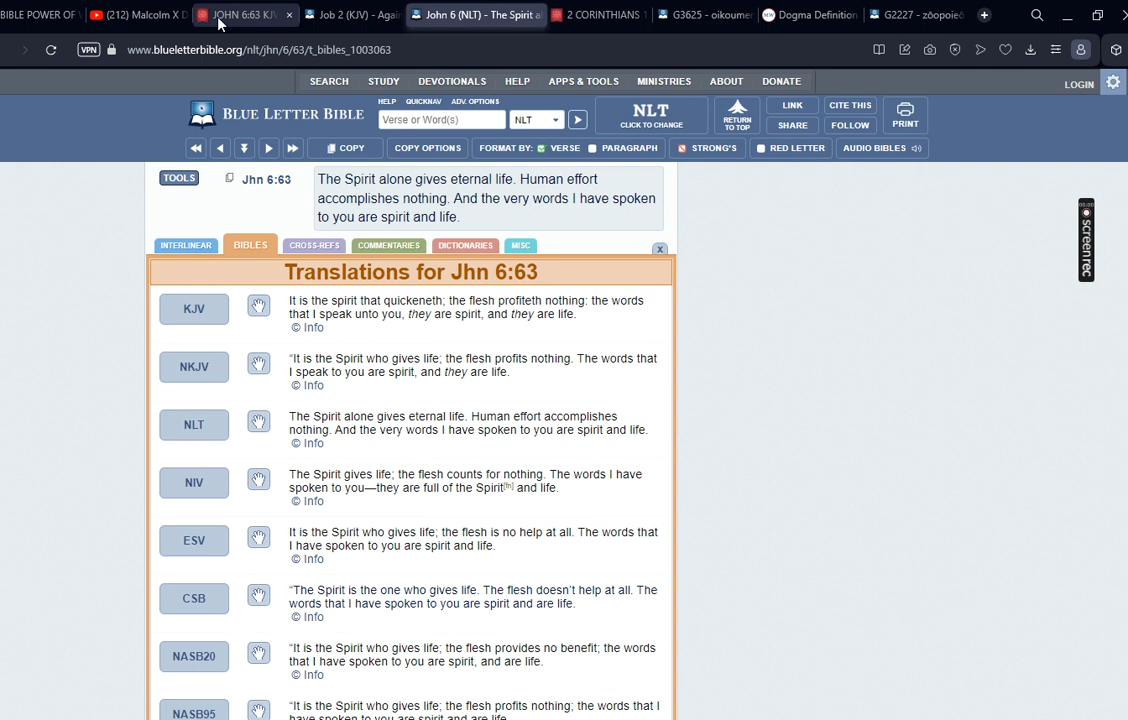 BIBLE POWER OF
(212) Malcolm X D
JOHN 6:63 KJV
Job 2 (KJV) - Agai
John 6 (NLT) - The Spirit a
2 CORINTHIANS 1
G3625 - oikoume
Dogma Definition
G2227 - zōopoieō
VPN
www.blueletterbible.org/nlt/jhn/6/63/t_bibles_1003063
SEARCH STUDY DEVOTIONALS HELP APPS & TOOLS MINISTRIES ABOUT DONATE
LOGIN
BLUE LETTER BIBLE
HELP QUICKNAV ADV. OPTIONS
Verse or Word(s)
NLT
NLT
CLICK TO CHANGE
RETURN
TO TOP
LINK
CITE THIS
SHARE
FOLLOW
PRINT
COPY COPY OPTIONS FORMAT BY: VERSE PARAGRAPH STRONG'S RED LETTER AUDIO BIBLES
TOOLS
Jhn 6:63
The Spirit alone gives eternal life. Human effort
accomplishes nothing. And the very words I have spoken
to you are spirit and life.
00:00
screenrec
INTERLINEAR BIBLES CROSS-REFS COMMENTARIES DICTIONARIES MISC
X
Translations for Jhn 6:63
KJV
It is the spirit that quickeneth; the flesh profiteth nothing: the words
that I speak unto you, they are spirit, and they are life.
© Info
NKJV
“It is the Spirit who gives life; the flesh profits nothing. The words that
I speak to you are spirit, and they are life.
© Info
NLT
The Spirit alone gives eternal life. Human effort accomplishes
nothing. And the very words I have spoken to you are spirit and life.
© Info
NIV
The Spirit gives life; the flesh counts for nothing. The words I have
spoken to you—they are full of the Spirit[fn] and life.
© Info
ESV
It is the Spirit who gives life; the flesh is no help at all. The words that
I have spoken to you are spirit and life.
© Info
CSB
“The Spirit is the one who gives life. The flesh doesn’t help at all. The
words that I have spoken to you are spirit and are life.
© Info
NASB20
“It is the Spirit who gives life; the flesh provides no benefit; the words
that I have spoken to you are spirit, and are life.
© Info
NASB95
“It is the Spirit who gives life; the flesh profits nothing; the words that I
have spoken to you are spirit and are life.